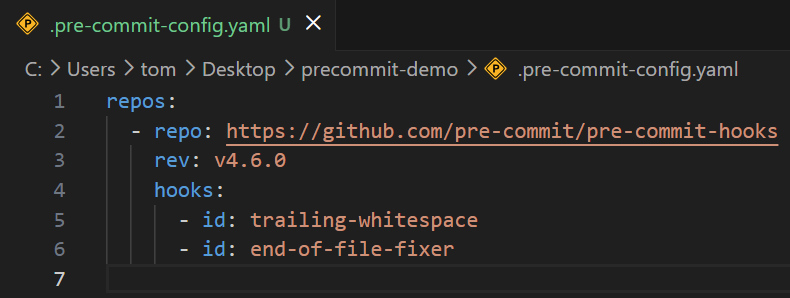 .pre-commit-config.yaml U ×
C: > Users > tom > Desktop > precommit-demo > .pre-commit-config.yaml
1 repos:
2   - repo: https://github.com/pre-commit/pre-commit-hooks
3     rev: v4.6.0
4     hooks:
5       - id: trailing-whitespace
6       - id: end-of-file-fixer
7